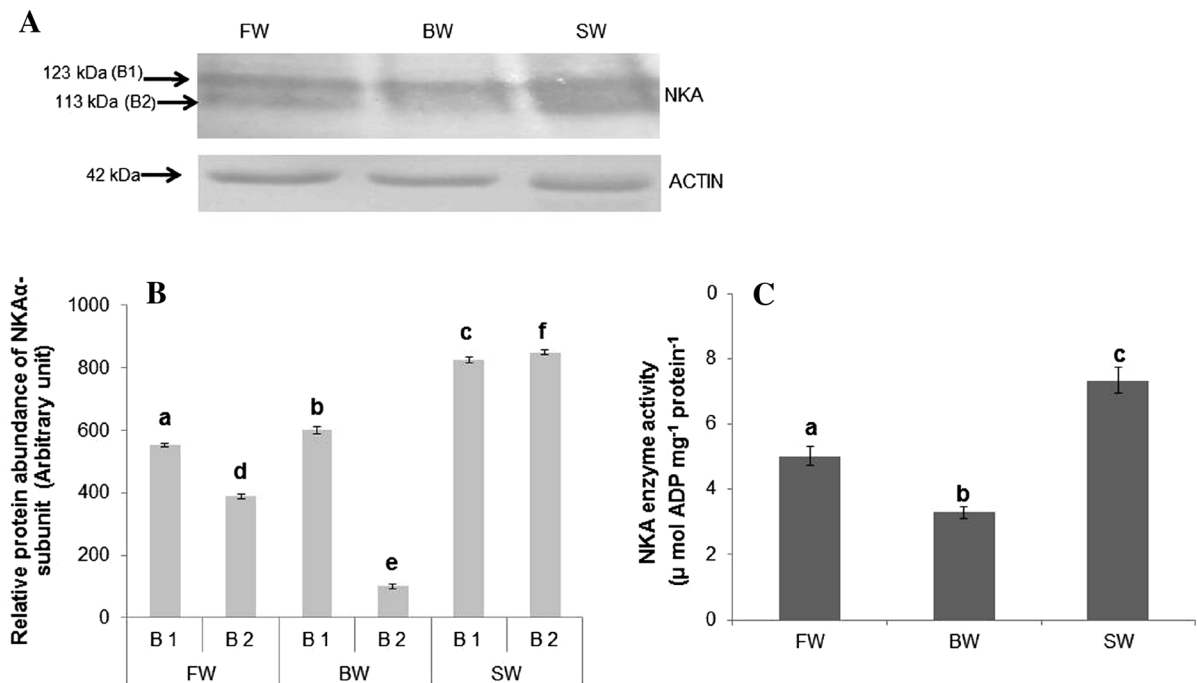 A
FW BW SW
123 kDa (B1)
113 kDa (B2)
NKA
42 kDa
ACTIN
B
Relative protein abundance of NKAα-
subunit (Arbitrary unit)
1000
800
600
400
200
0
a
d
b
e
c
f
B 1 B 2 B 1 B 2 B 1 B 2
FW BW SW
C
NKA enzyme activity
(µ mol ADP mg-1 protein-1
0
8
6
4
2
0
a
b
c
FW BW SW